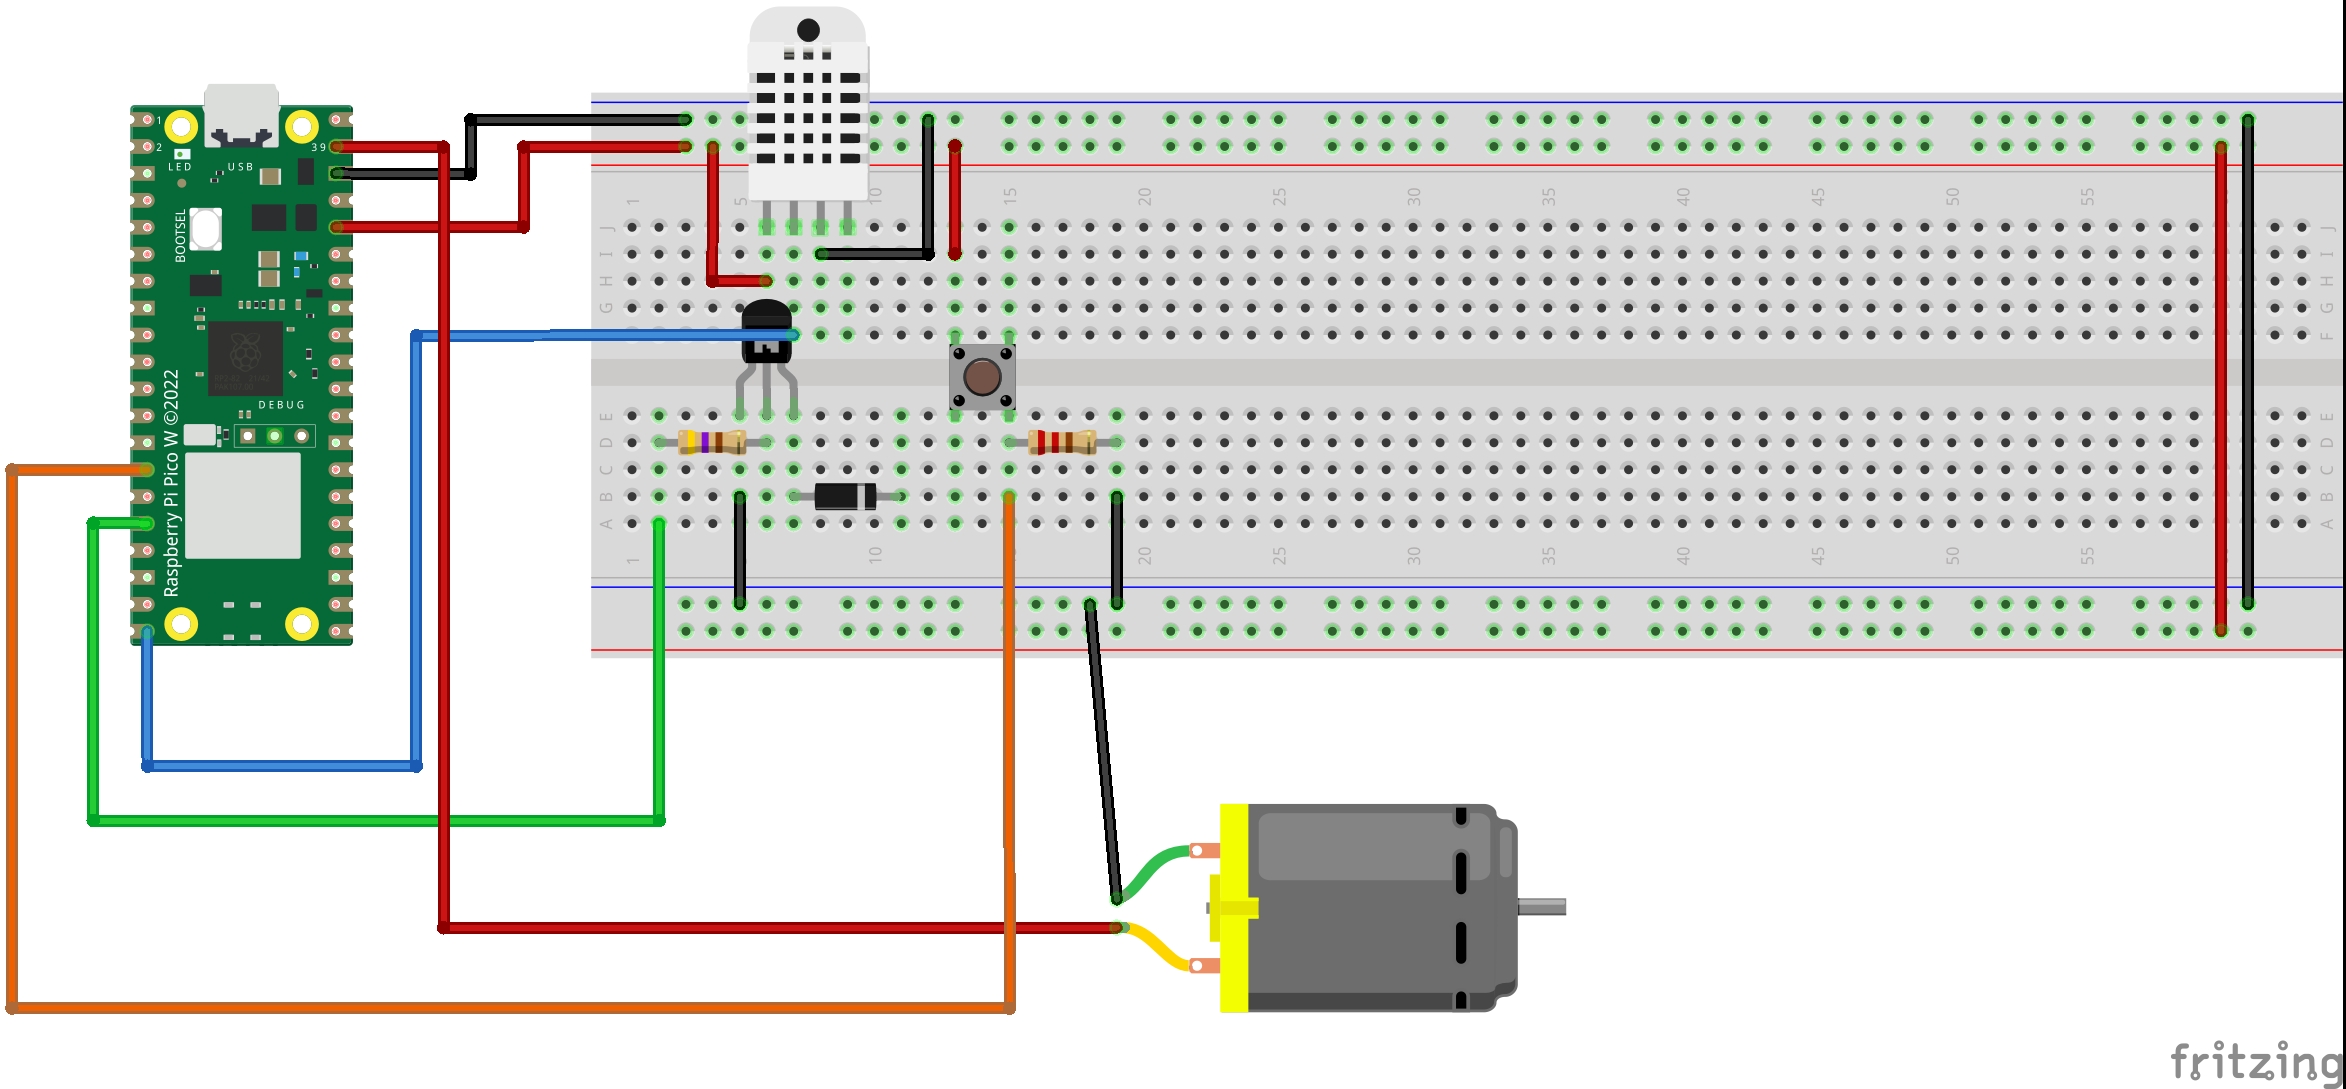 1
2
39
LED
USB
BOOTSEL
DEBUG
Raspberry Pi Pico W ©2022
1 5 10 15 20 25 30 35 40 45 50 55
J J
I I
H H
G G
F F
E E
D D
C C
B B
A A
1 10 20 25 30 35 40 45 50 55
fritzing